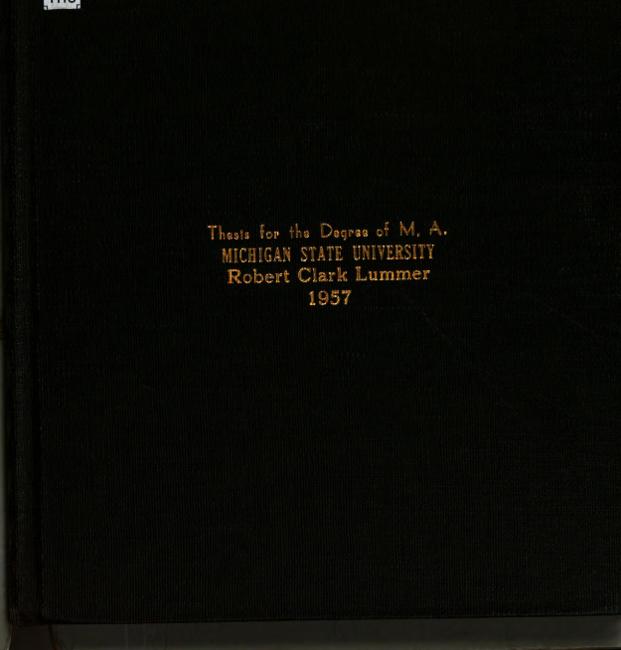 Thesis for the Degree of M. A.
MICHIGAN STATE UNIVERSITY
Robert Clark Lummer
1957